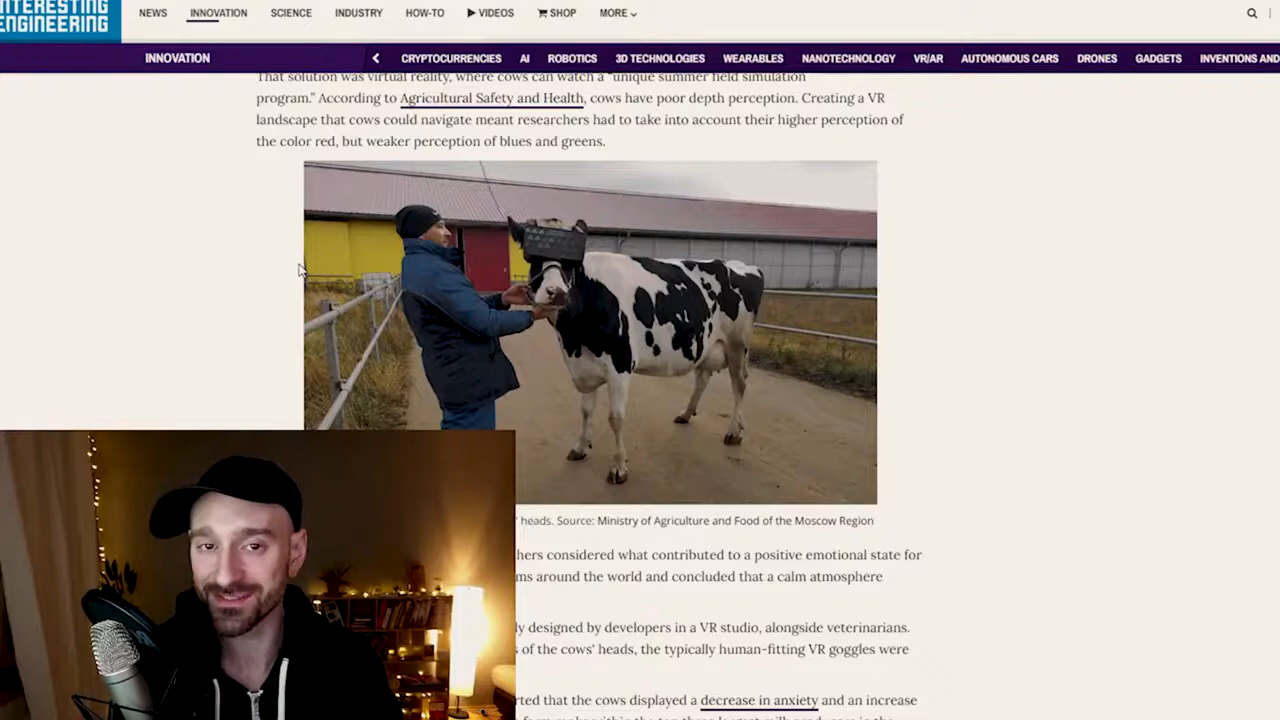 INTERESTING
ENGINEERING
NEWS INNOVATION SCIENCE INDUSTRY HOW-TO VIDEOS SHOP MORE
INNOVATION CRYPTOCURRENCIES AI ROBOTICS 3D TECHNOLOGIES WEARABLES NANOTECHNOLOGY VR/AR AUTONOMOUS CARS DRONES GADGETS INVENTIONS AND
That solution was virtual reality, where cows can watch a "unique summer field simulation
program.” According to Agricultural Safety and Health, cows have poor depth perception. Creating a VR
landscape that cows could navigate meant researchers had to take into account their higher perception of
the color red, but weaker perception of blues and greens.
' heads. Source: Ministry of Agriculture and Food of the Moscow Region
hers considered what contributed to a positive emotional state for
ms around the world and concluded that a calm atmosphere
ly designed by developers in a VR studio, alongside veterinarians.
s of the cows' heads, the typically human-fitting VR goggles were
rted that the cows displayed a decrease in anxiety and an increase